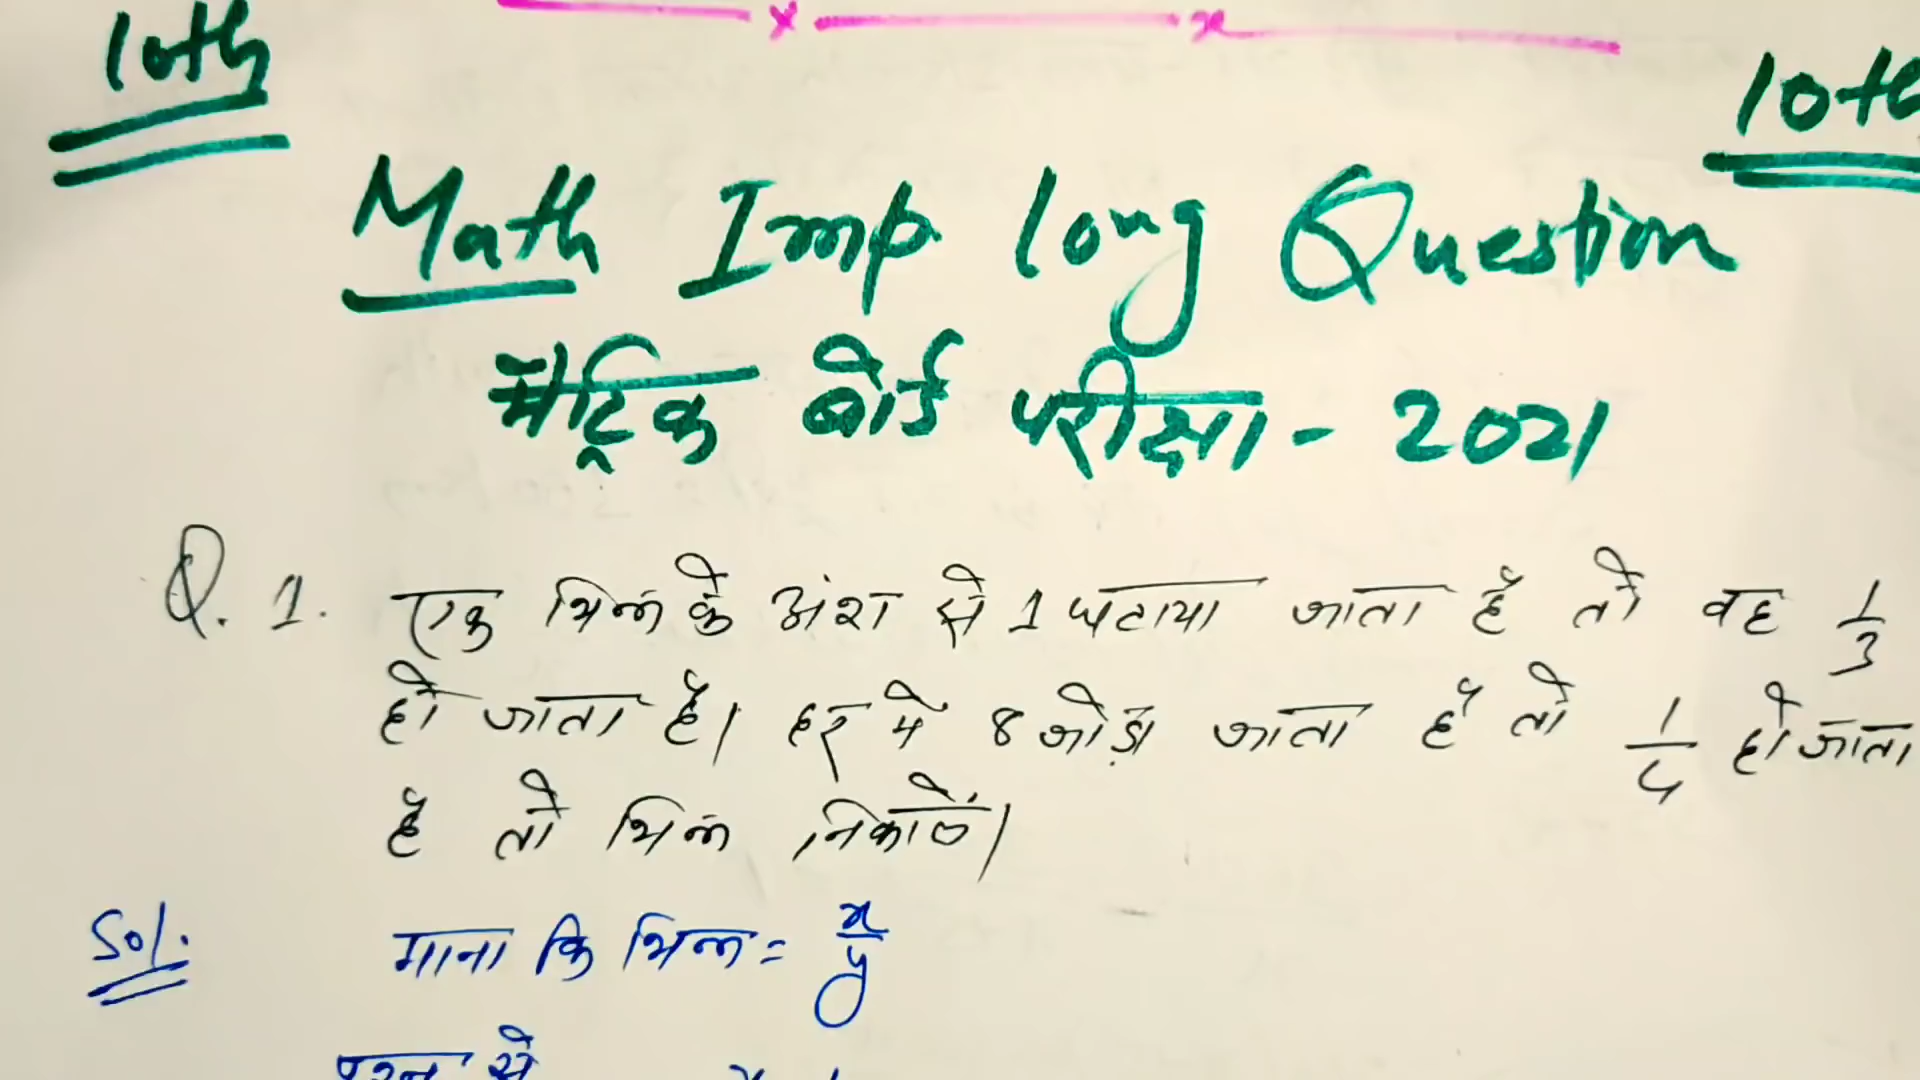 10th
10th
Math Imp long Question
मैट्रिक बोर्ड परीक्षा - 2021
Q. 1. एक भिन्न के अंश से 1 घटाया जाता है तो वह 1/3
हो जाता है। हर में 8 जोड़ा जाता है तो 1/4 हो जाता
है तो भिन्न निकालें।
Sol. माना कि भिन्न = x/y
प्रश्न से